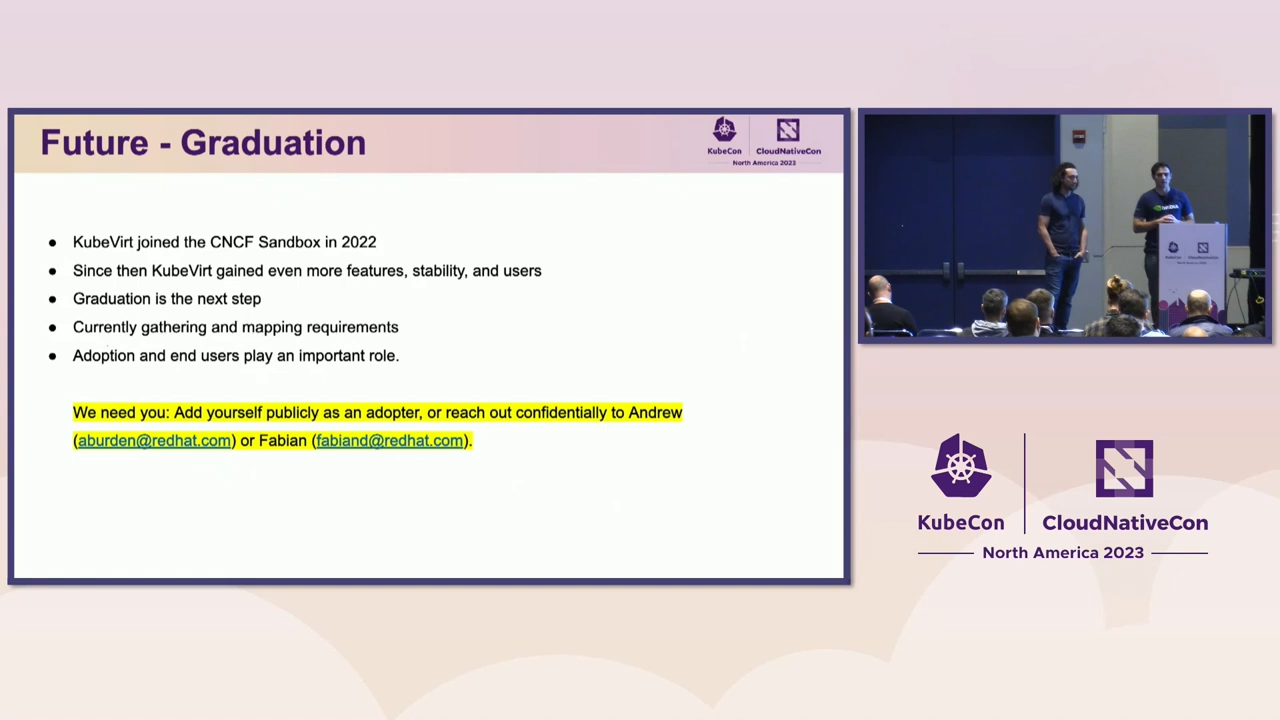 Future - Graduation
KubeCon
CloudNativeCon
North America 2023
● KubeVirt joined the CNCF Sandbox in 2022
● Since then KubeVirt gained even more features, stability, and users
● Graduation is the next step
● Currently gathering and mapping requirements
● Adoption and end users play an important role.
We need you: Add yourself publicly as an adopter, or reach out confidentially to Andrew
(aburden@redhat.com) or Fabian (fabiand@redhat.com).
NVIDIA
KubeCon
CloudNativeCon
North America 2023